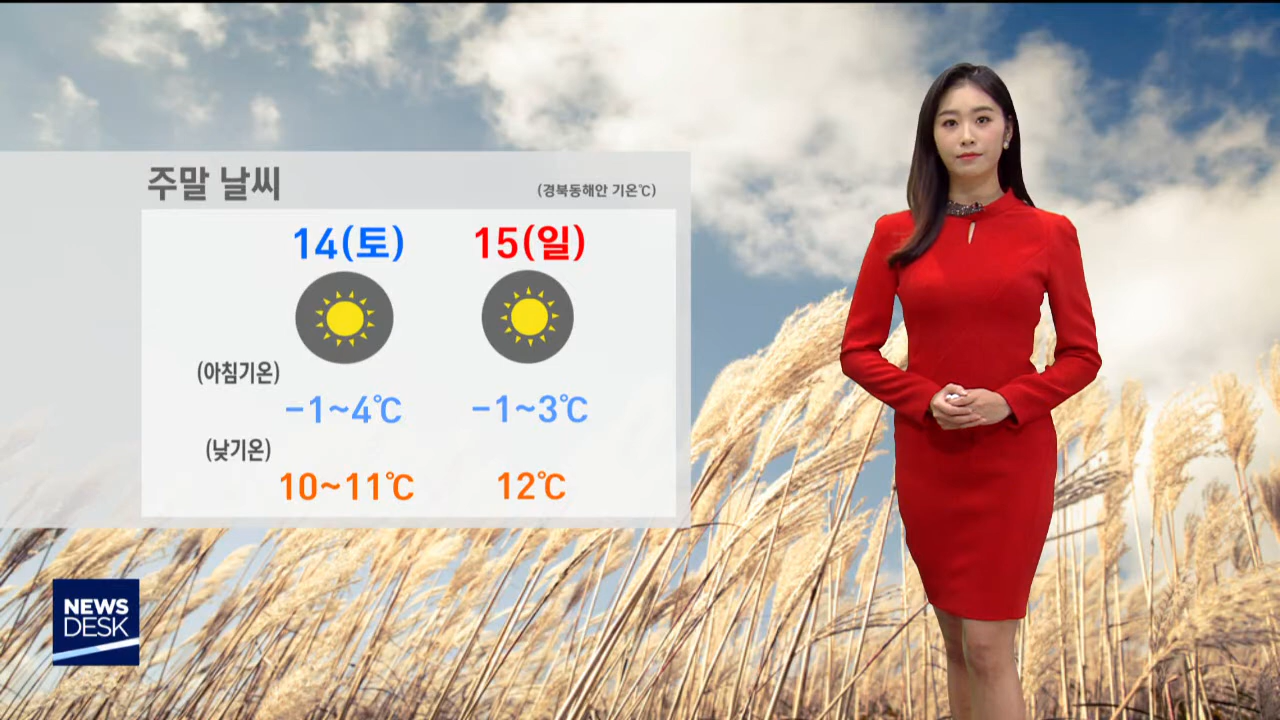 주말 날씨
(경북동해안 기온℃)
14(토) 15(일)
(아침기온)
-1~4℃ -1~3℃
(낮기온)
10~11℃ 12℃
NEWS
DESK